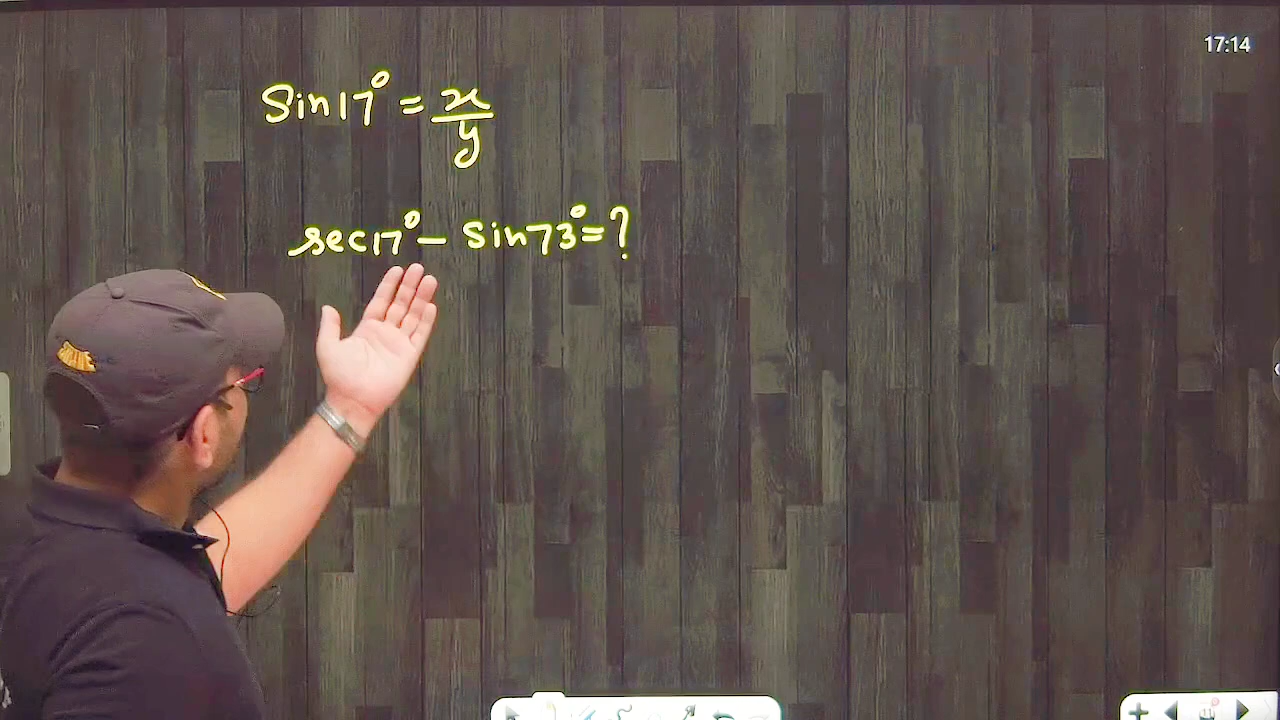 17:14
Sin17° = x/y
sec17° - sin73° = ?